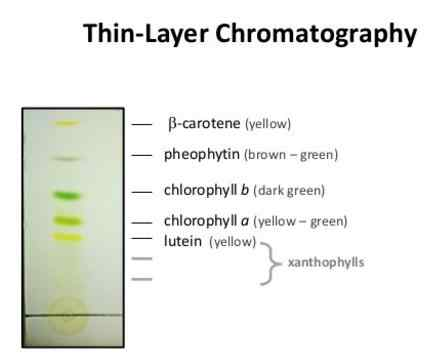 Thin-Layer Chromatography
β-carotene (yellow)
pheophytin (brown – green)
chlorophyll b (dark green)
chlorophyll a (yellow – green)
lutein (yellow)
xanthophylls